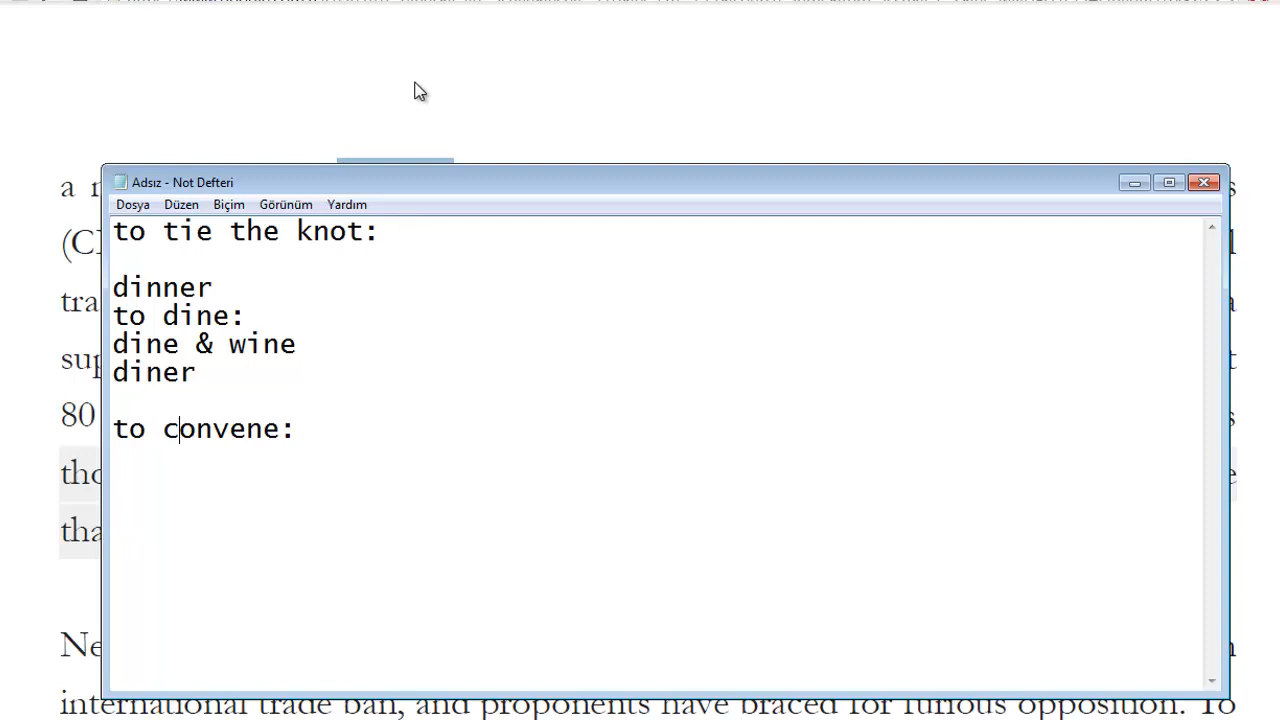 a
Adsız - Not Defteri
Dosya Düzen Biçim Görünüm Yardım
to tie the knot:
dinner
to dine:
dine & wine
diner
to convene:
80
international trade ban, and proponents have braced for furious opposition. To